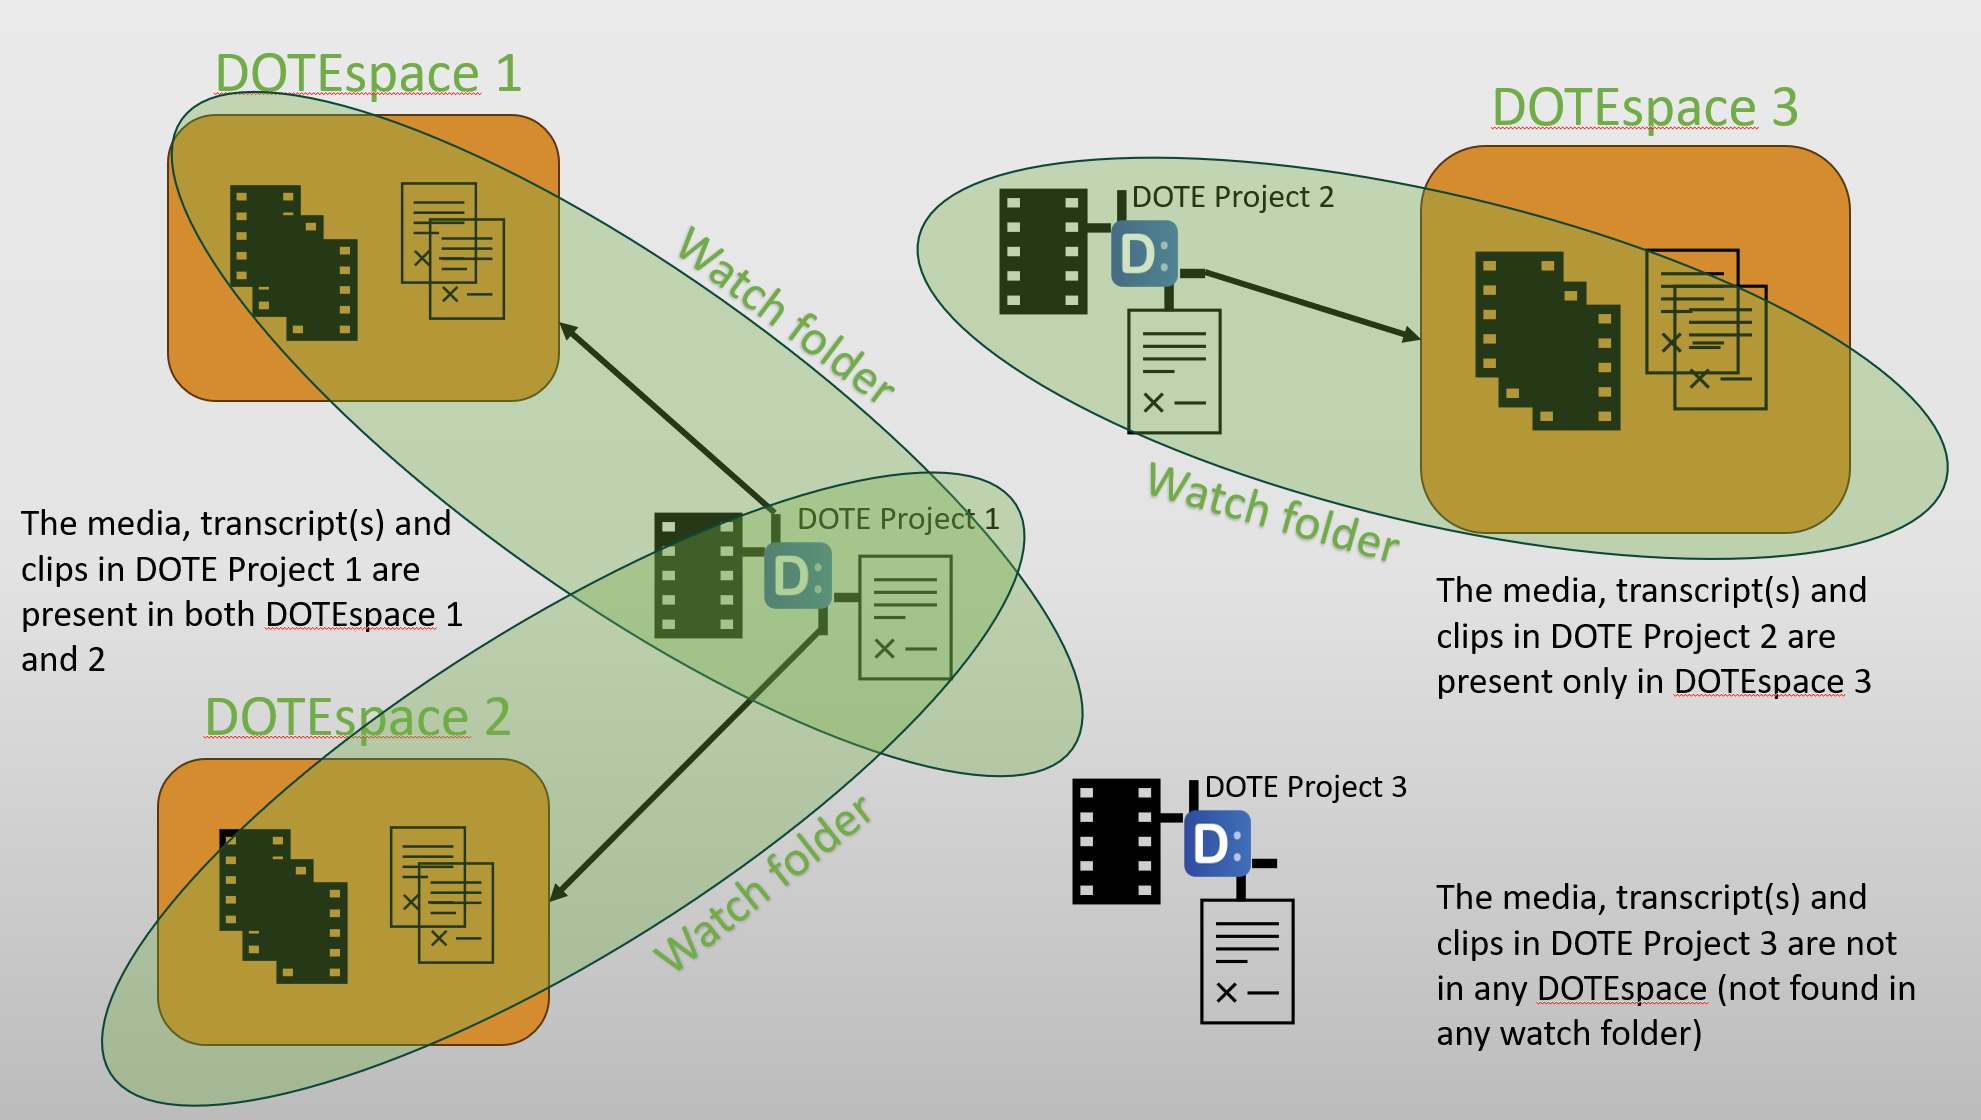 DOTEspace 1
DOTEspace 3
DOTE Project 2
D:
Watch folder
Watch folder
The media, transcript(s) and
clips in DOTE Project 1 are
present in both DOTEspace 1
and 2
DOTE Project 1
D:
The media, transcript(s) and
clips in DOTE Project 2 are
present only in DOTEspace 3
DOTEspace 2
Watch folder
DOTE Project 3
D:
The media, transcript(s) and
clips in DOTE Project 3 are not
in any DOTEspace (not found in
any watch folder)